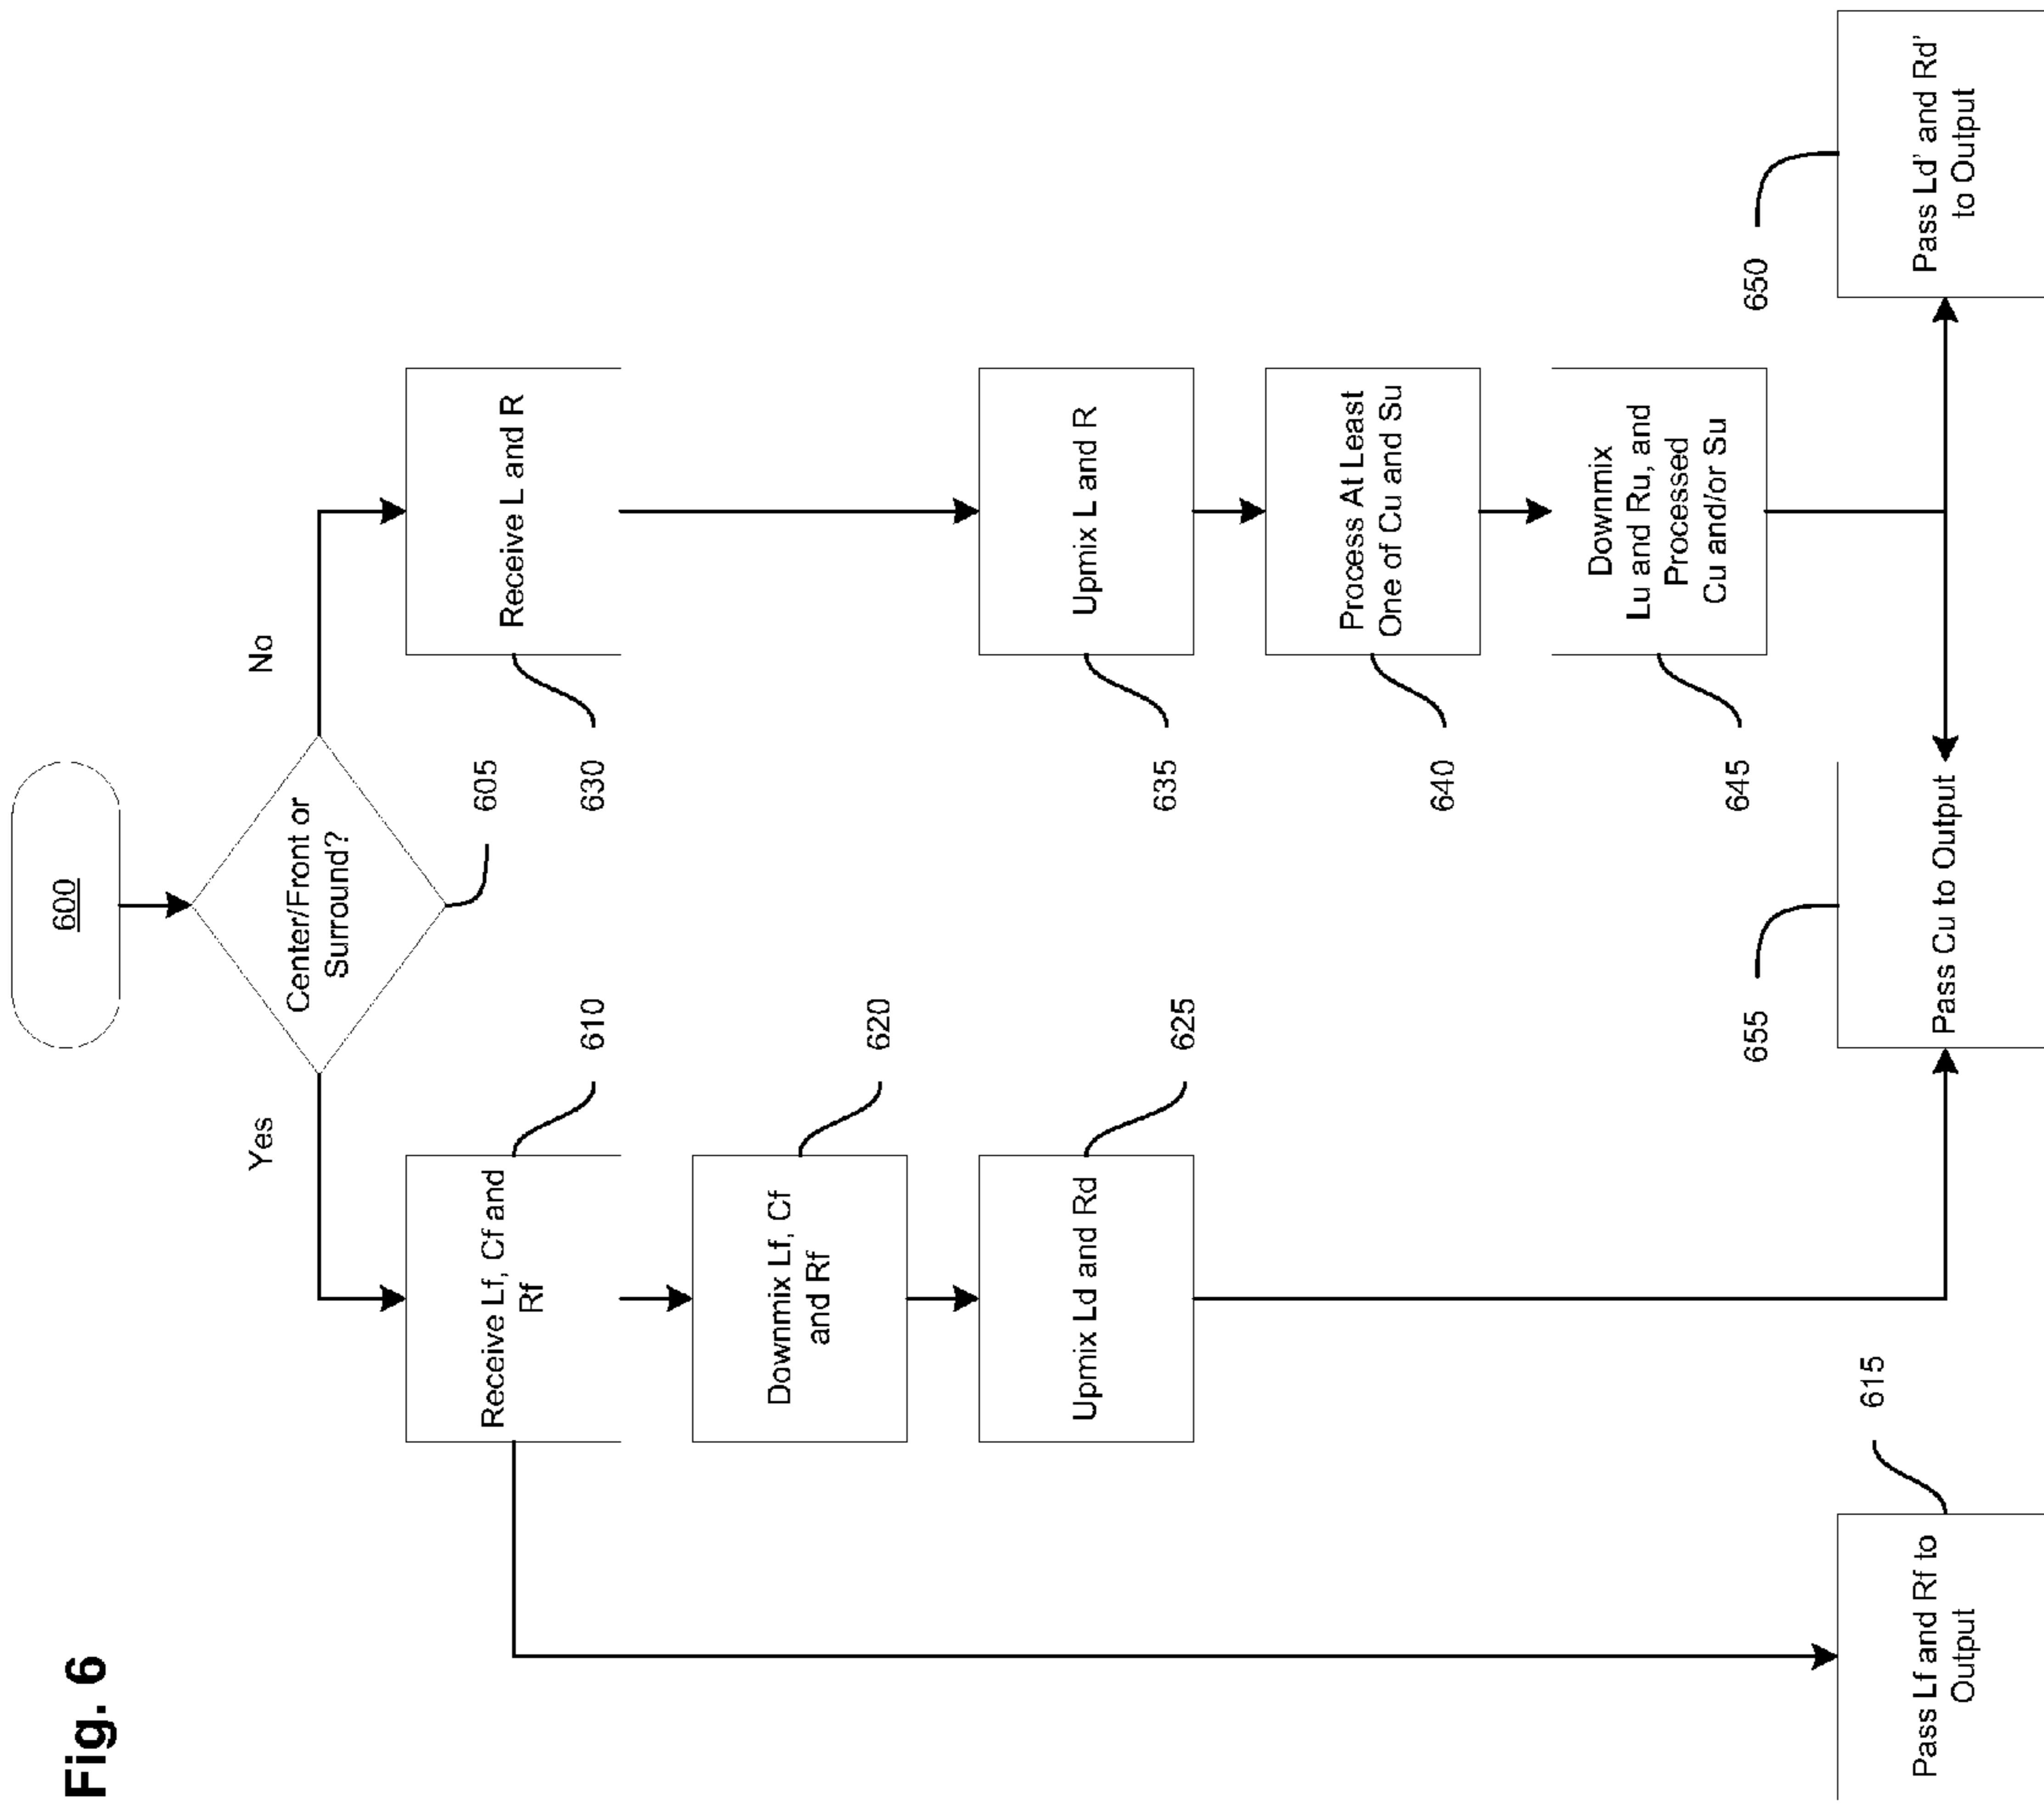 Fig. 6
600
Center/Front or
Surround?
605
Yes
No
Receive Lf, Cf and
Rf
610
Receive L and R
630
Downmix Lf, Cf
and Rf
620
Upmix Ld and Rd
625
Upmix L and R
635
Process At Least
One of Cu and Su
640
Downmix
Lu and Ru, and
Processed
Cu and/or Su
645
Pass Lf and Rf to
Output
615
Pass Cu to Output
655
Pass Ld' and Rd'
to Output
650